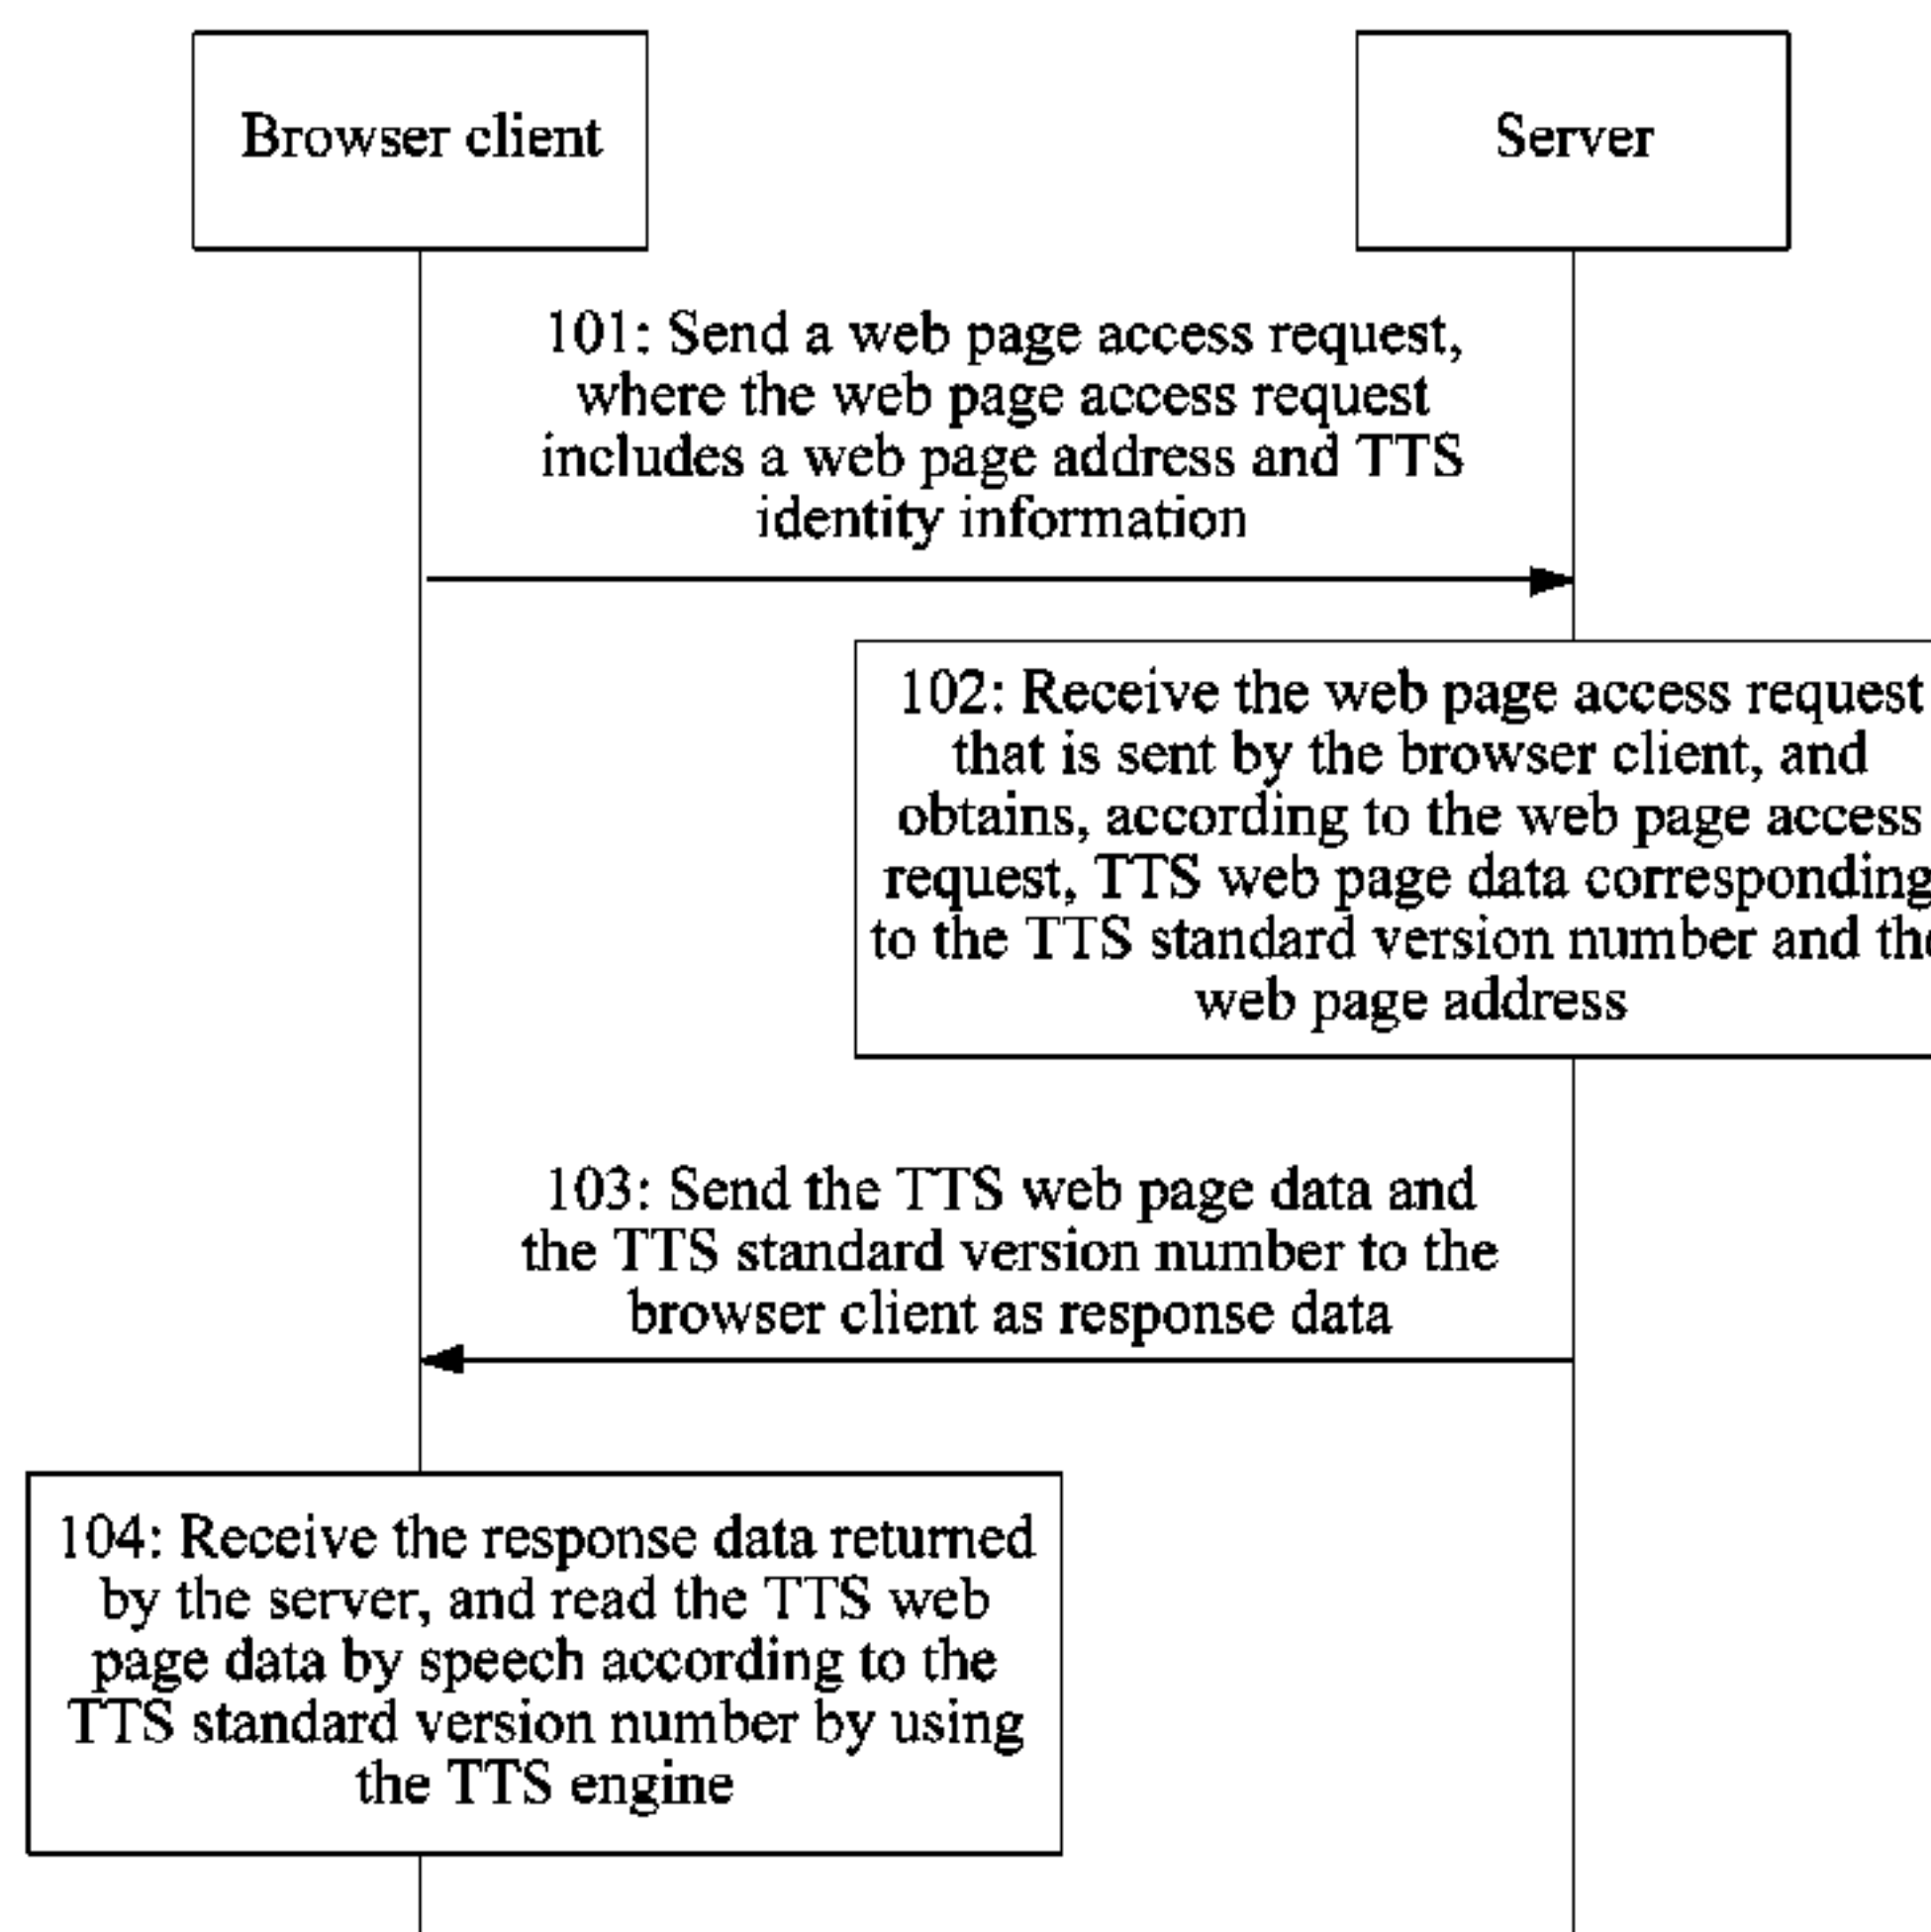 Browser client
Server
101: Send a web page access request,
where the web page access request
includes a web page address and TTS
identity information
102: Receive the web page access request
that is sent by the browser client, and
obtains, according to the web page access
request, TTS web page data corresponding
to the TTS standard version number and the
web page address
103: Send the TTS web page data and
the TTS standard version number to the
browser client as response data
104: Receive the response data returned
by the server, and read the TTS web
page data by speech according to the
TTS standard version number by using
the TTS engine